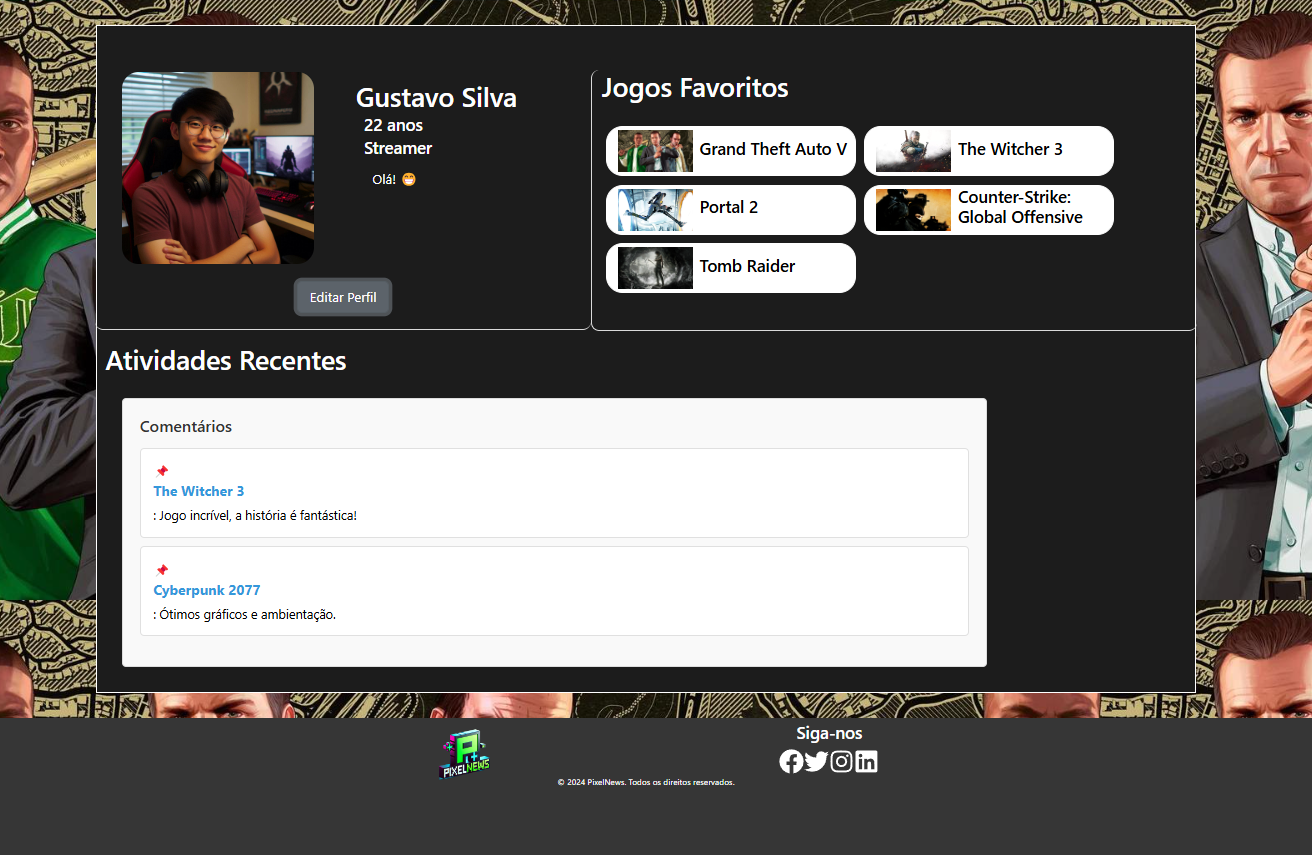 Gustavo Silva
22 anos
Streamer
Olá! 😁
Editar Perfil
Jogos Favoritos
Grand Theft Auto V
The Witcher 3
Portal 2
Counter-Strike:
Global Offensive
Tomb Raider
Atividades Recentes
Comentários
📌
The Witcher 3
: Jogo incrível, a história é fantástica!
📌
Cyberpunk 2077
: Ótimos gráficos e ambientação.
PIXELNEWS
Siga-nos
© 2024 PixelNews. Todos os direitos reservados.